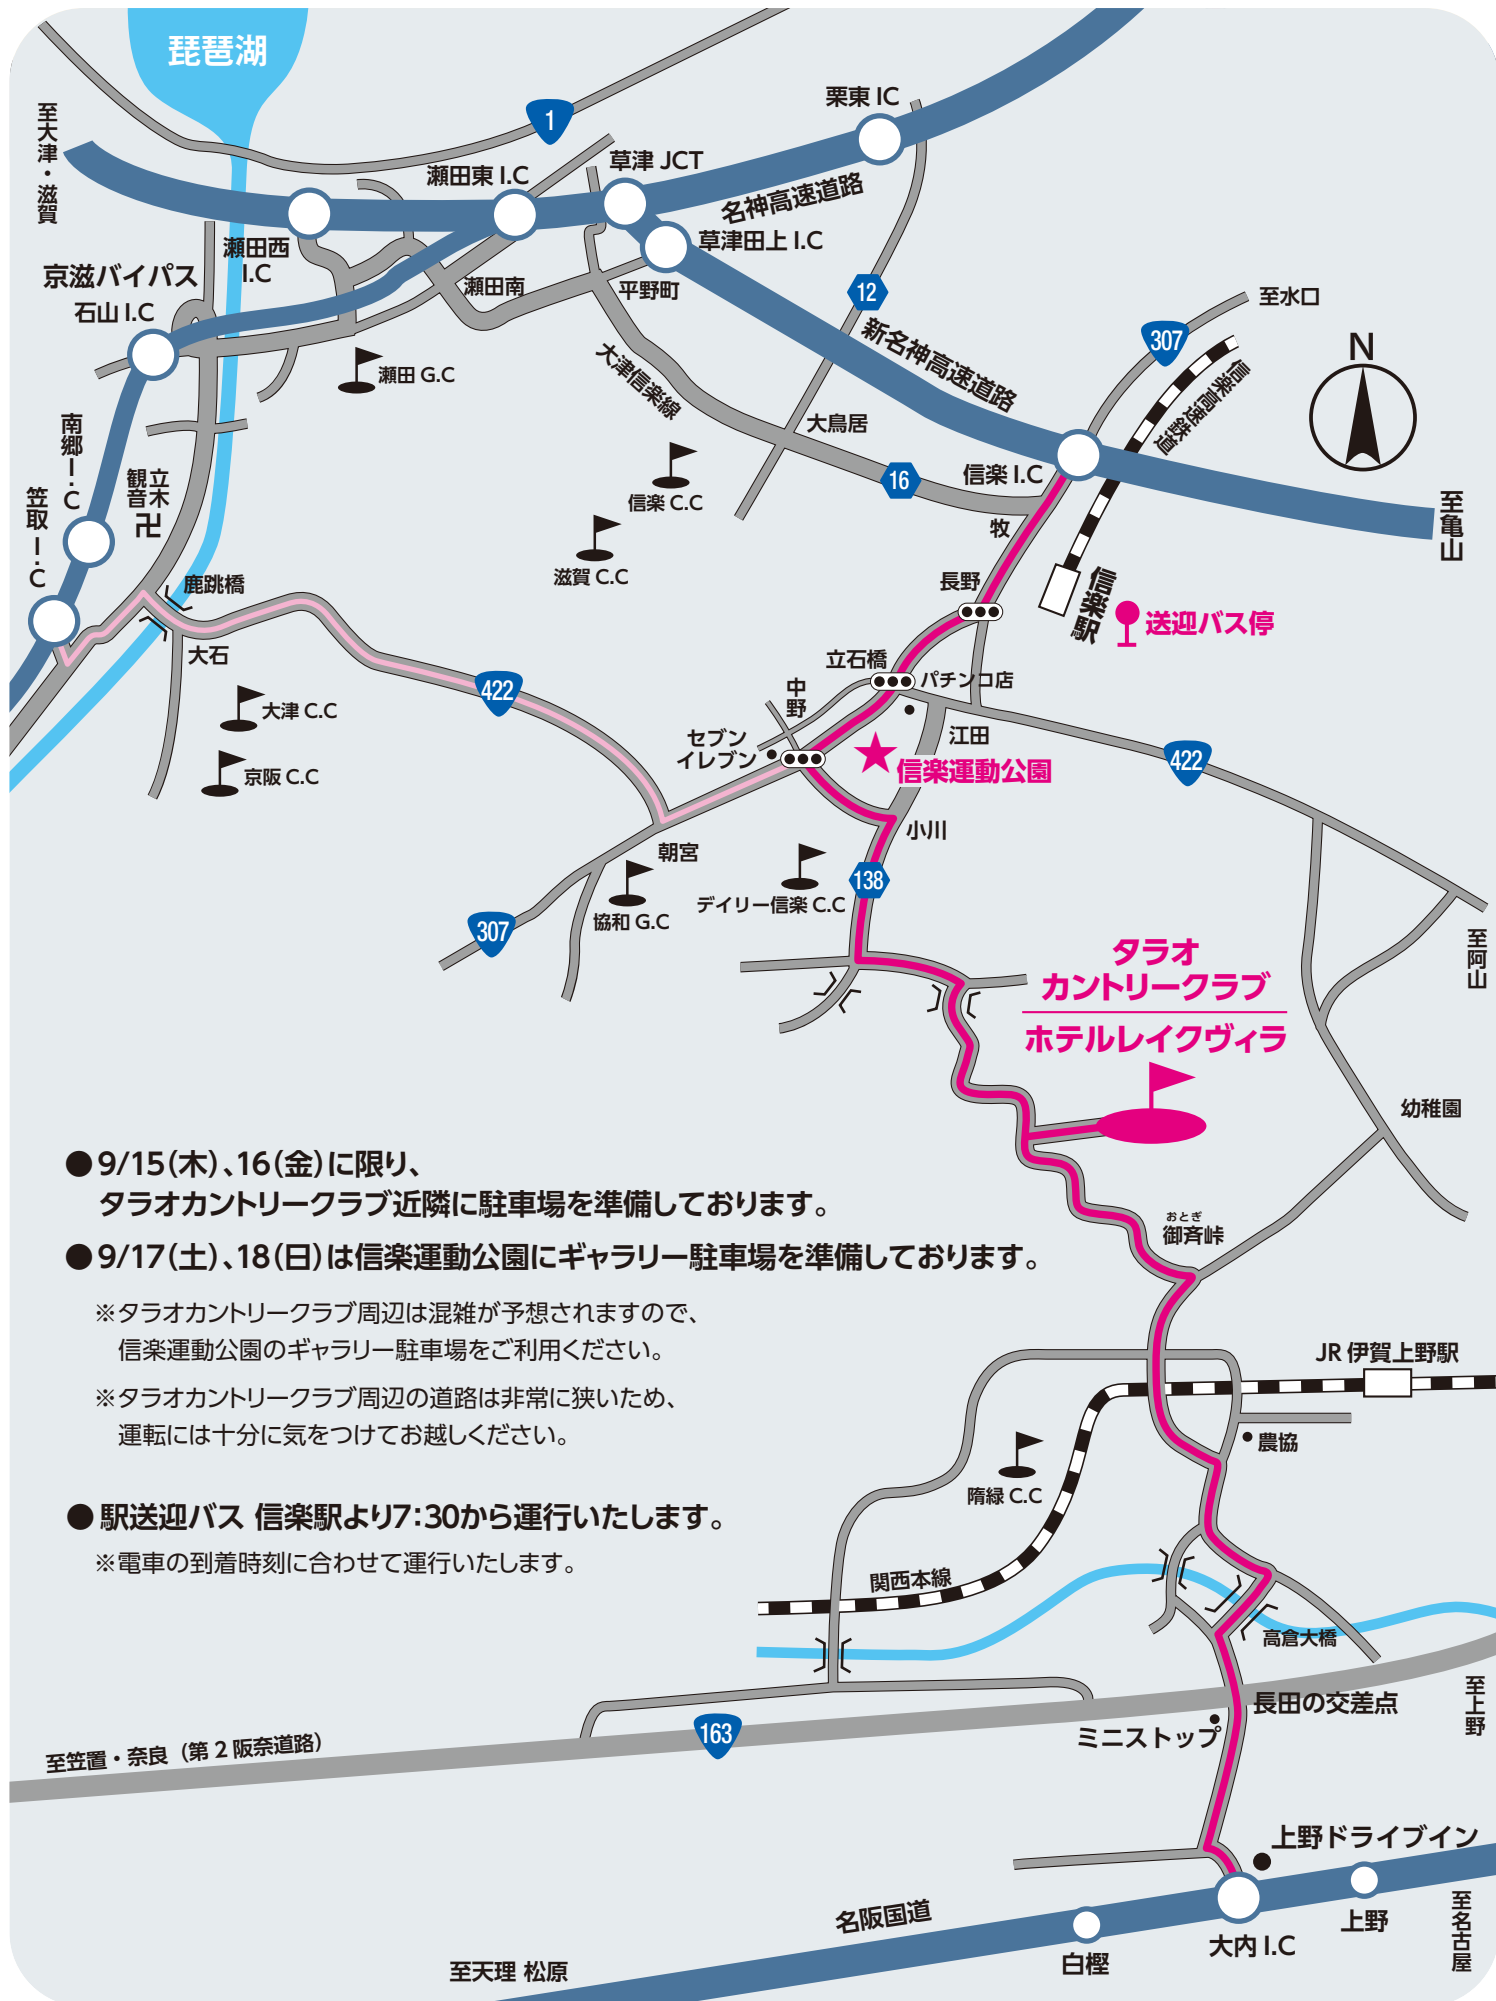 琵琶湖
至大津・滋賀
1
栗東 IC
瀬田東 I.C
草津 JCT
名神高速道路
草津田上 I.C
瀬田西
I.C
京滋バイパス
石山 I.C
瀬田南
平野町
12
新名神高速道路
至水口
307
信楽高速鉄道
N
瀬田 G.C
大津信楽線
大鳥居
16
信楽 I.C
南郷I.C
立木
観音
卍
笠取I.C
信楽 C.C
牧
至亀山
滋賀 C.C
鹿跳橋
長野
信楽駅
送迎バス停
大石
立石橋
パチンコ店
422
中野
大津 C.C
セブン
イレブン
江田
信楽運動公園
422
京阪 C.C
小川
朝宮
138
デイリー信楽 C.C
協和 G.C
307
至阿山
タラオ
カントリークラブ
ホテルレイクヴィラ
幼稚園
●9/15(木)、16(金)に限り、
タラオカントリークラブ近隣に駐車場を準備しております。
おとぎ
御斉峠
●9/17(土)、18(日)は信楽運動公園にギャラリー駐車場を準備しております。
※タラオカントリークラブ周辺は混雑が予想されますので、
信楽運動公園のギャラリー駐車場をご利用ください。
※タラオカントリークラブ周辺の道路は非常に狭いため、
運転には十分に気をつけてお越しください。
JR 伊賀上野駅
農協
隋緑 C.C
●駅送迎バス 信楽駅より7:30から運行いたします。
※電車の到着時刻に合わせて運行いたします。
関西本線
高倉大橋
長田の交差点
至上野
163
ミニストップ
至笠置・奈良（第2阪奈道路）
上野ドライブイン
名阪国道
上野
至名古屋
大内 I.C
白樫
至天理 松原